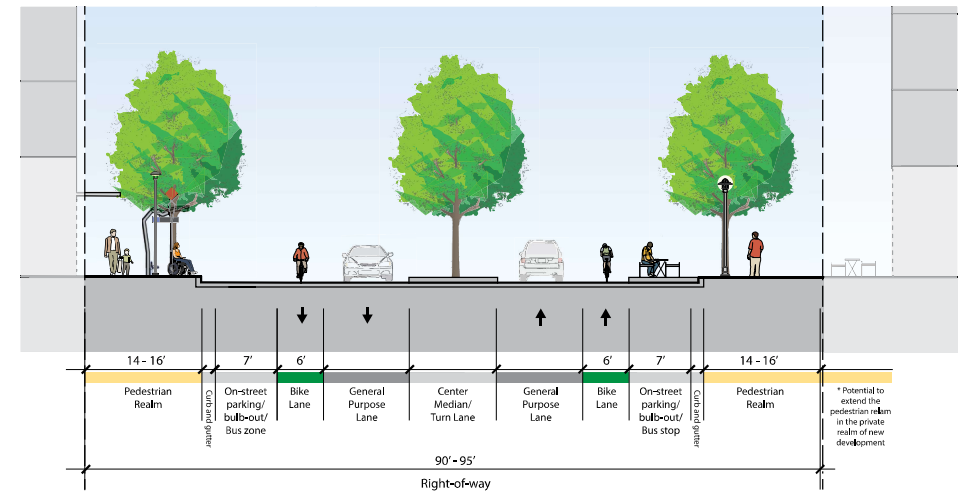 14 - 16'
7'
6'
6'
7'
14 - 16'
Pedestrian
Realm
Curb and gutter
On-street
parking/
bulb-out/
Bus zone
Bike
Lane
General
Purpose
Lane
Center
Median/
Turn Lane
General
Purpose
Lane
Bike
Lane
On-street
parking/
bulb-out/
Bus stop
Curb and gutter
Pedestrian
Realm
* Potential to
extend the
pedestrian relam
in the private
realm of new
development
90' - 95'
Right-of-way